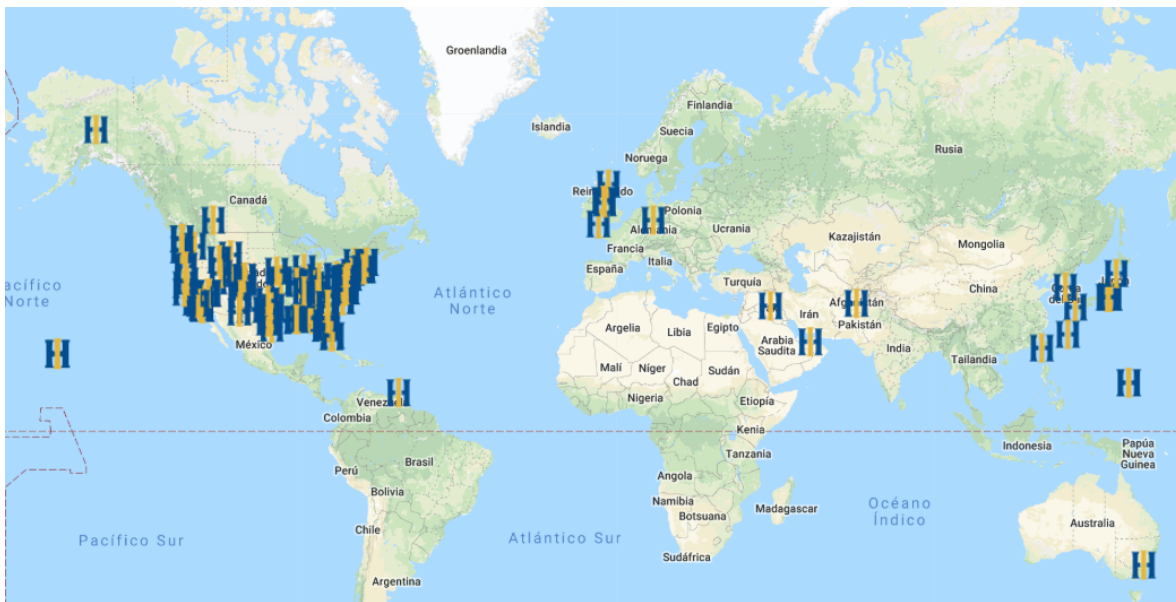 Groenlandia
Islandia
Finlandia
Suecia
Noruega
Rusia
Canadá
Polonia
Ucrania
Francia
Kazajistán
Mongolia
Italia
España
Turquía
China
Atlántico
Norte
Norte
Afganistán
Irán
Pakistán
Argelia
Libia
Egipto
Arabia
Saudita
México
India
Tailandia
Malí
Níger
Chad
Sudán
Nigeria
Etiopía
Colombia
Kenia
Indonesia
Papúa
Nueva
Guinea
Tanzania
Brasil
Perú
Bolivia
Angola
Namibia
Botsuana
Madagascar
Océano
Índico
Australia
Chile
Pacífico Sur
Atlántico Sur
Sudáfrica
Argentina